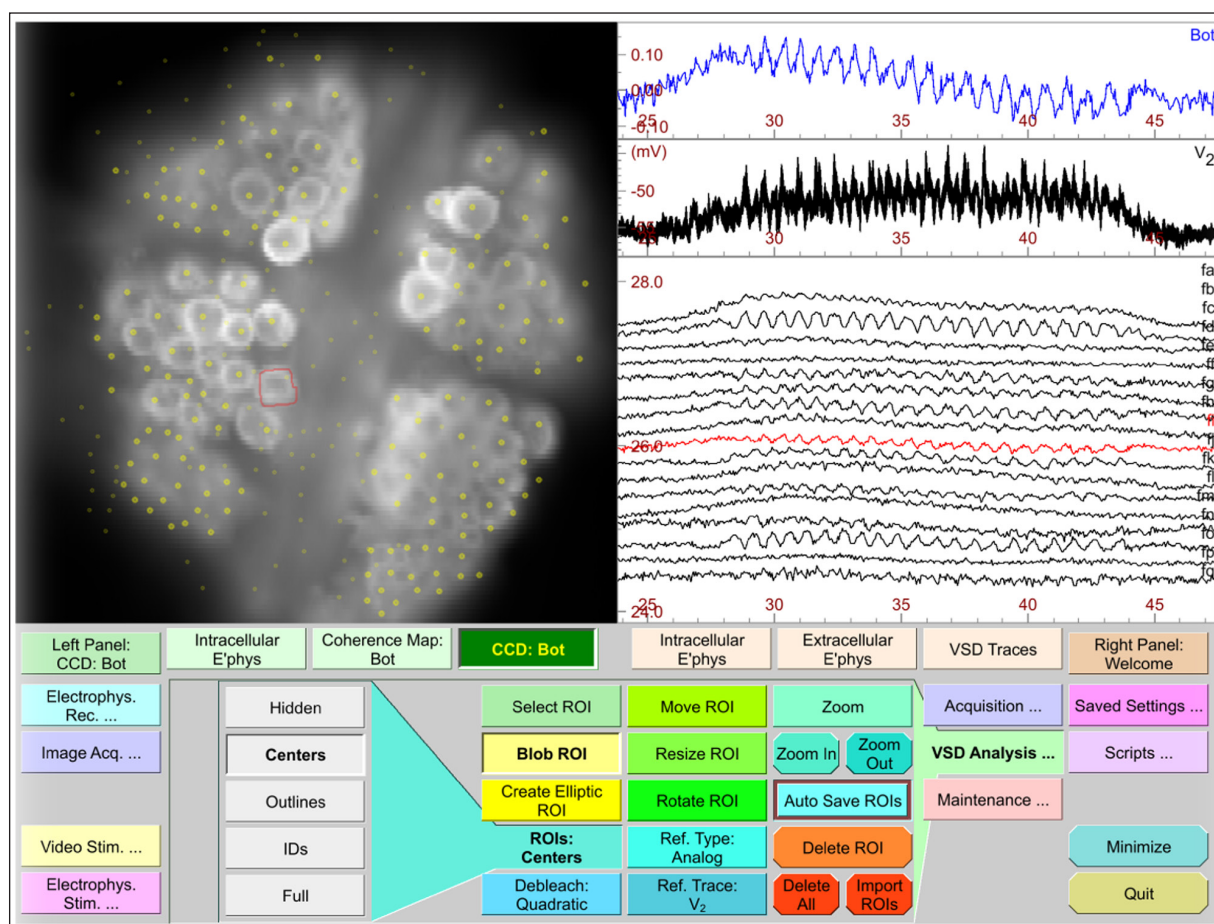 Bot
0.10
0.00
-0.10
25
30
35
40
45
(mV)
V2
-50
-65
25
30
35
40
45
28.0
26.0
24.0
fa
fb
fc
fd
fe
ff
fg
fj
fk
fl
fm
fn
fo
fp
fq
25
30
35
40
45
Left Panel:
CCD: Bot
Intracellular
E'phys
Coherence Map:
Bot
CCD: Bot
Intracellular
E'phys
Extracellular
E'phys
VSD Traces
Right Panel:
Welcome
Electrophys.
Rec. ...
Hidden
Select ROI
Move ROI
Zoom
Acquisition ...
Saved Settings ...
Image Acq. ...
Centers
Blob ROI
Resize ROI
Zoom In
Zoom
Out
VSD Analysis ...
Scripts ...
Outlines
Create Elliptic
ROI
Rotate ROI
Auto Save ROIs
Maintenance ...
Video Stim. ...
IDs
ROIs:
Centers
Ref. Type:
Analog
Delete ROI
Minimize
Electrophys.
Stim. ...
Full
Debleach:
Quadratic
Ref. Trace:
V2
Delete
All
Import
ROIs
Quit